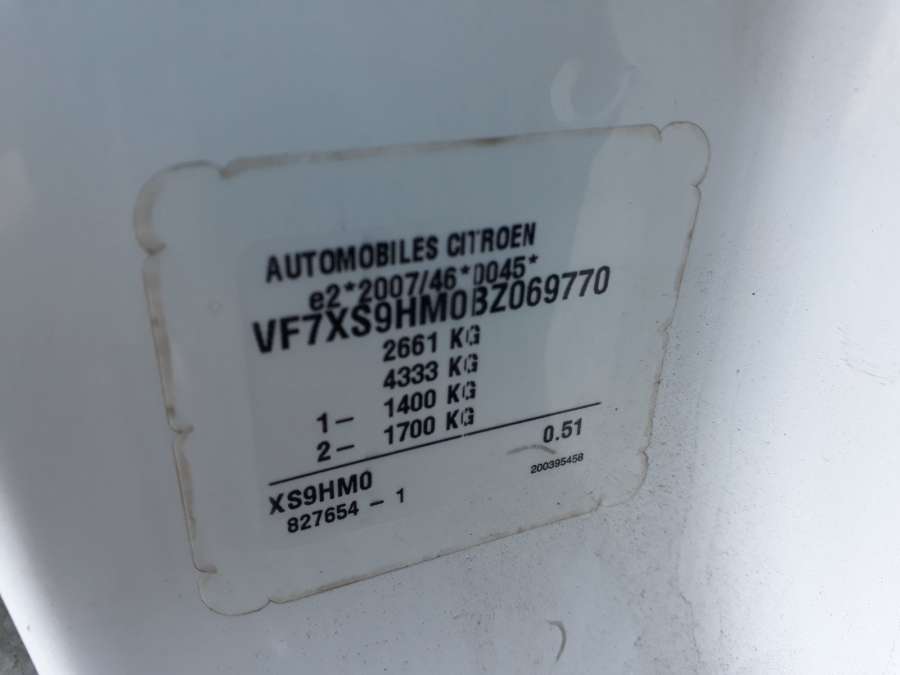 AUTOMOBILES CITROEN
e2*2007/46*0045*
VF7XS9HM0BZ069770
2661 KG
4333 KG
1- 1400 KG
2- 1700 KG
0.51
XS9HM0
200395458
827654 - 1